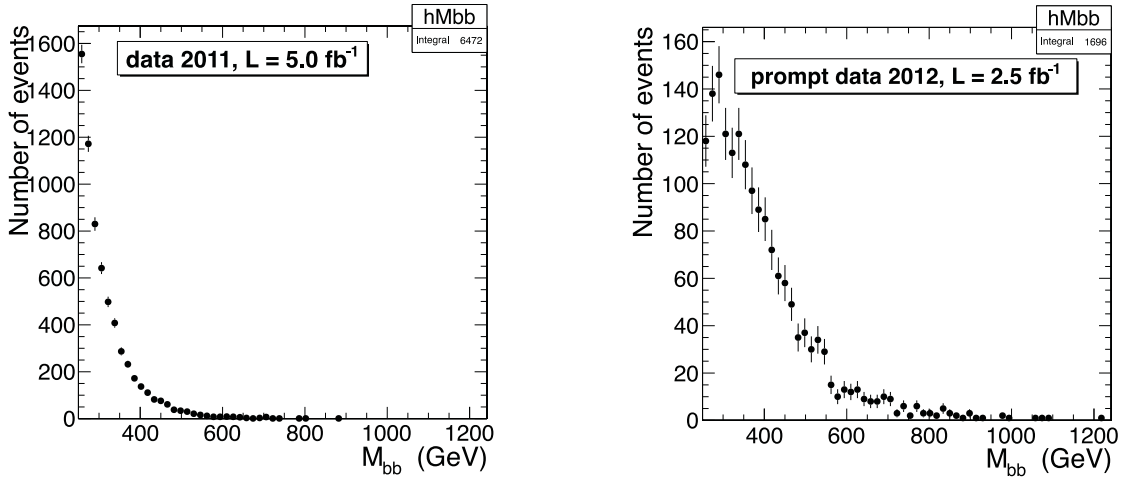 hMbb
Integral 6472
data 2011, L = 5.0 fb-1
Number of events
1600
1400
1200
1000
800
600
400
200
0
400 600 800 1000 1200
Mbb (GeV)
hMbb
Integral 1696
prompt data 2012, L = 2.5 fb-1
Number of events
160
140
120
100
80
60
40
20
0
400 600 800 1000 1200
Mbb (GeV)